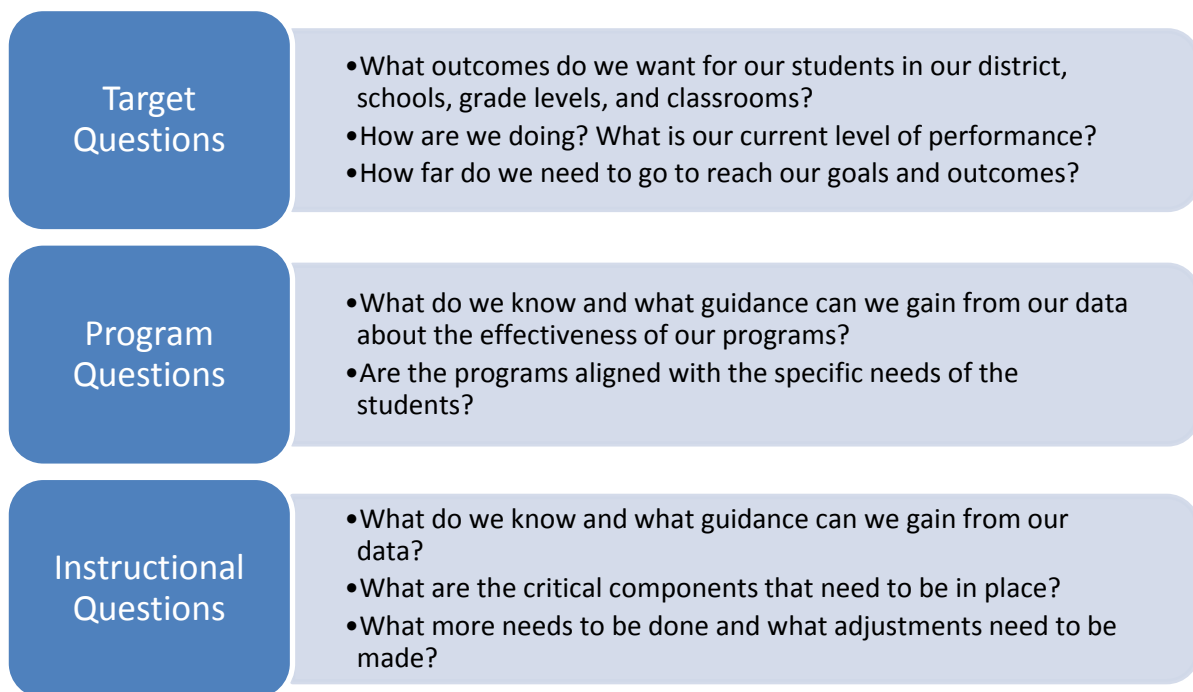 Target
Questions
•What outcomes do we want for our students in our district,
schools, grade levels, and classrooms?
•How are we doing? What is our current level of performance?
•How far do we need to go to reach our goals and outcomes?
Program
Questions
•What do we know and what guidance can we gain from our data
about the effectiveness of our programs?
•Are the programs aligned with the specific needs of the
students?
Instructional
Questions
•What do we know and what guidance can we gain from our
data?
•What are the critical components that need to be in place?
•What more needs to be done and what adjustments need to be
made?